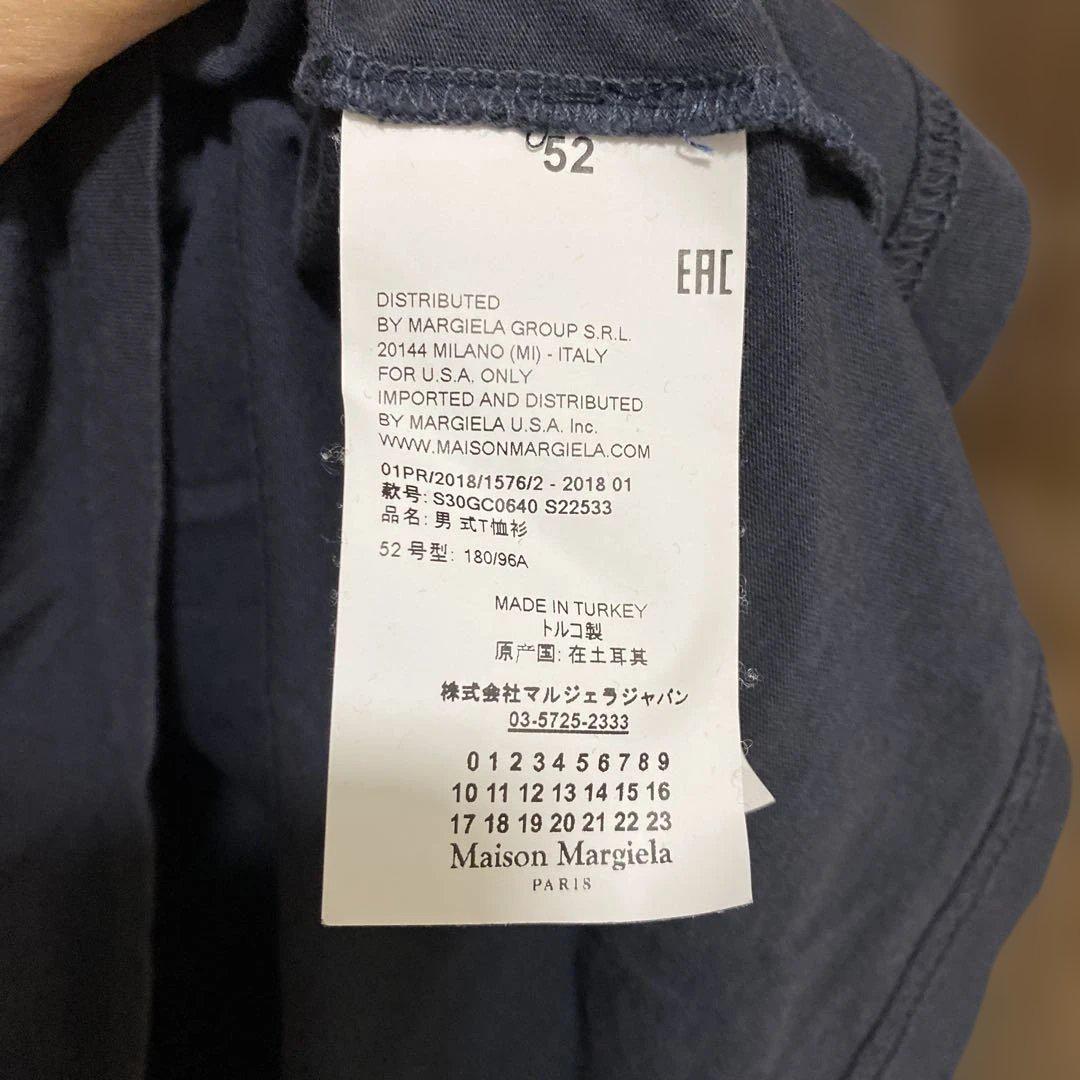 52
EAC
DISTRIBUTED
BY MARGIELA GROUP S.R.L.
20144 MILANO (MI) - ITALY
FOR U.S.A. ONLY
IMPORTED AND DISTRIBUTED
BY MARGIELA U.S.A. Inc.
WWW.MAISONMARGIELA.COM
01PR/2018/1576/2 - 2018 01
款号: S30GC0640 S22533
品名: 男 式T恤衫
52 号型: 180/96A
MADE IN TURKEY
トルコ製
原产国: 在土耳其
株式会社マルジェラジャパン
03-5725-2333
0 1 2 3 4 5 6 7 8 9
10 11 12 13 14 15 16
17 18 19 20 21 22 23
Maison Margiela
PARIS